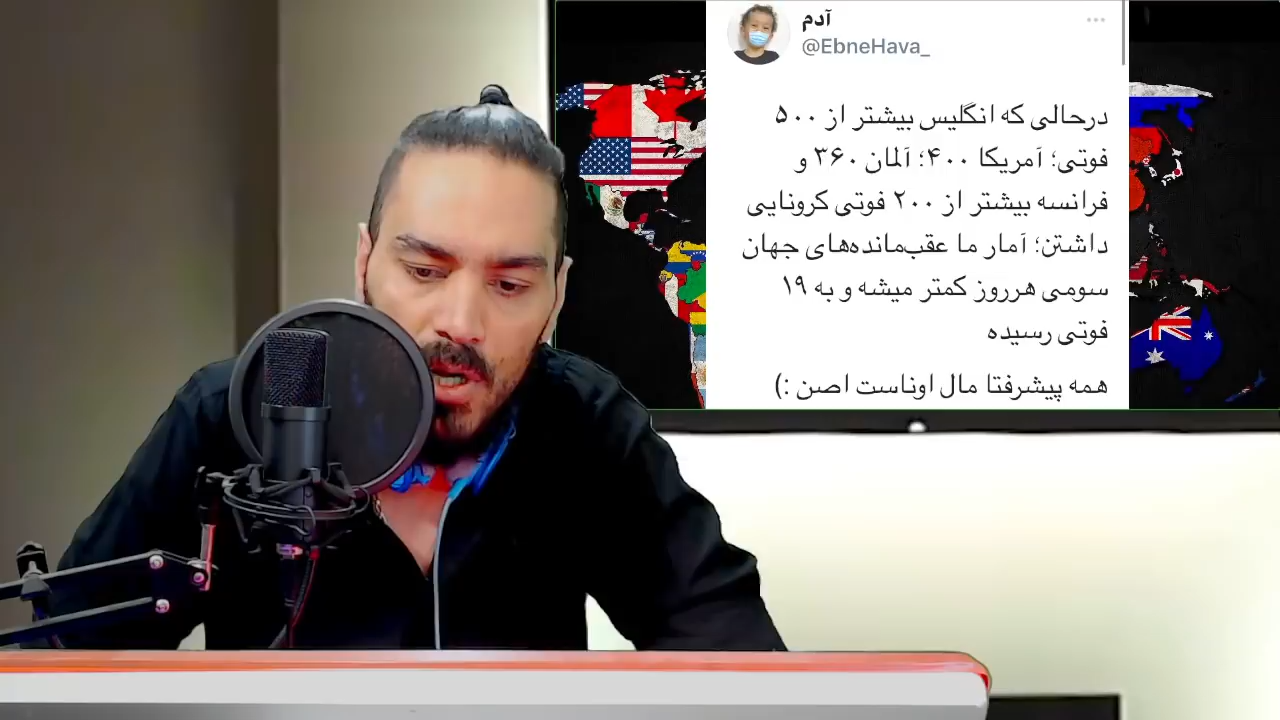 آدم
@EbneHava_
درحالی که انگلیس بیشتر از ۵۰۰
فوتی؛ آمریکا ۴۰۰؛ آلمان ۳۶۰ و
فرانسه بیشتر از ۲۰۰ فوتی کرونایی
داشتن؛ آمار ما عقب‌مانده‌های جهان
سومی هرروز کمتر میشه و به ۱۹
فوتی رسیده
همه پیشرفتا مال اوناست اصن :)